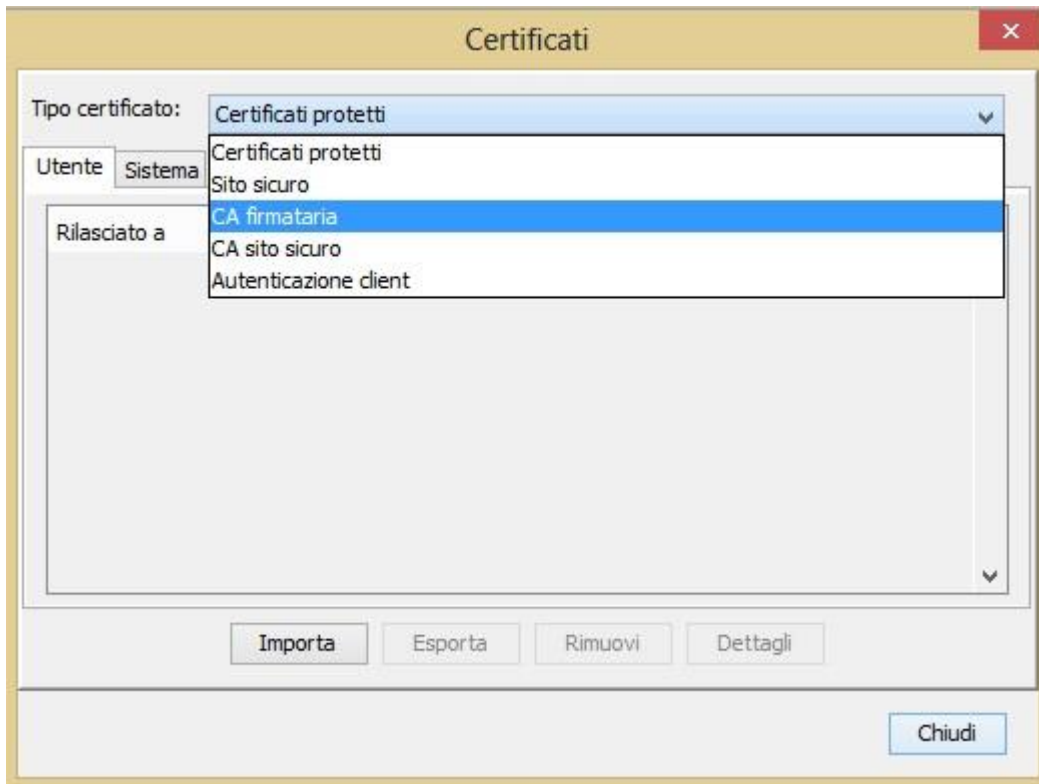 Certificati
Tipo certificato:
Certificati protetti
Certificati protetti
Sito sicuro
CA firmataria
CA sito sicuro
Autenticazione client
Utente
Sistema
Rilasciato a
Importa
Esporta
Rimuovi
Dettagli
Chiudi